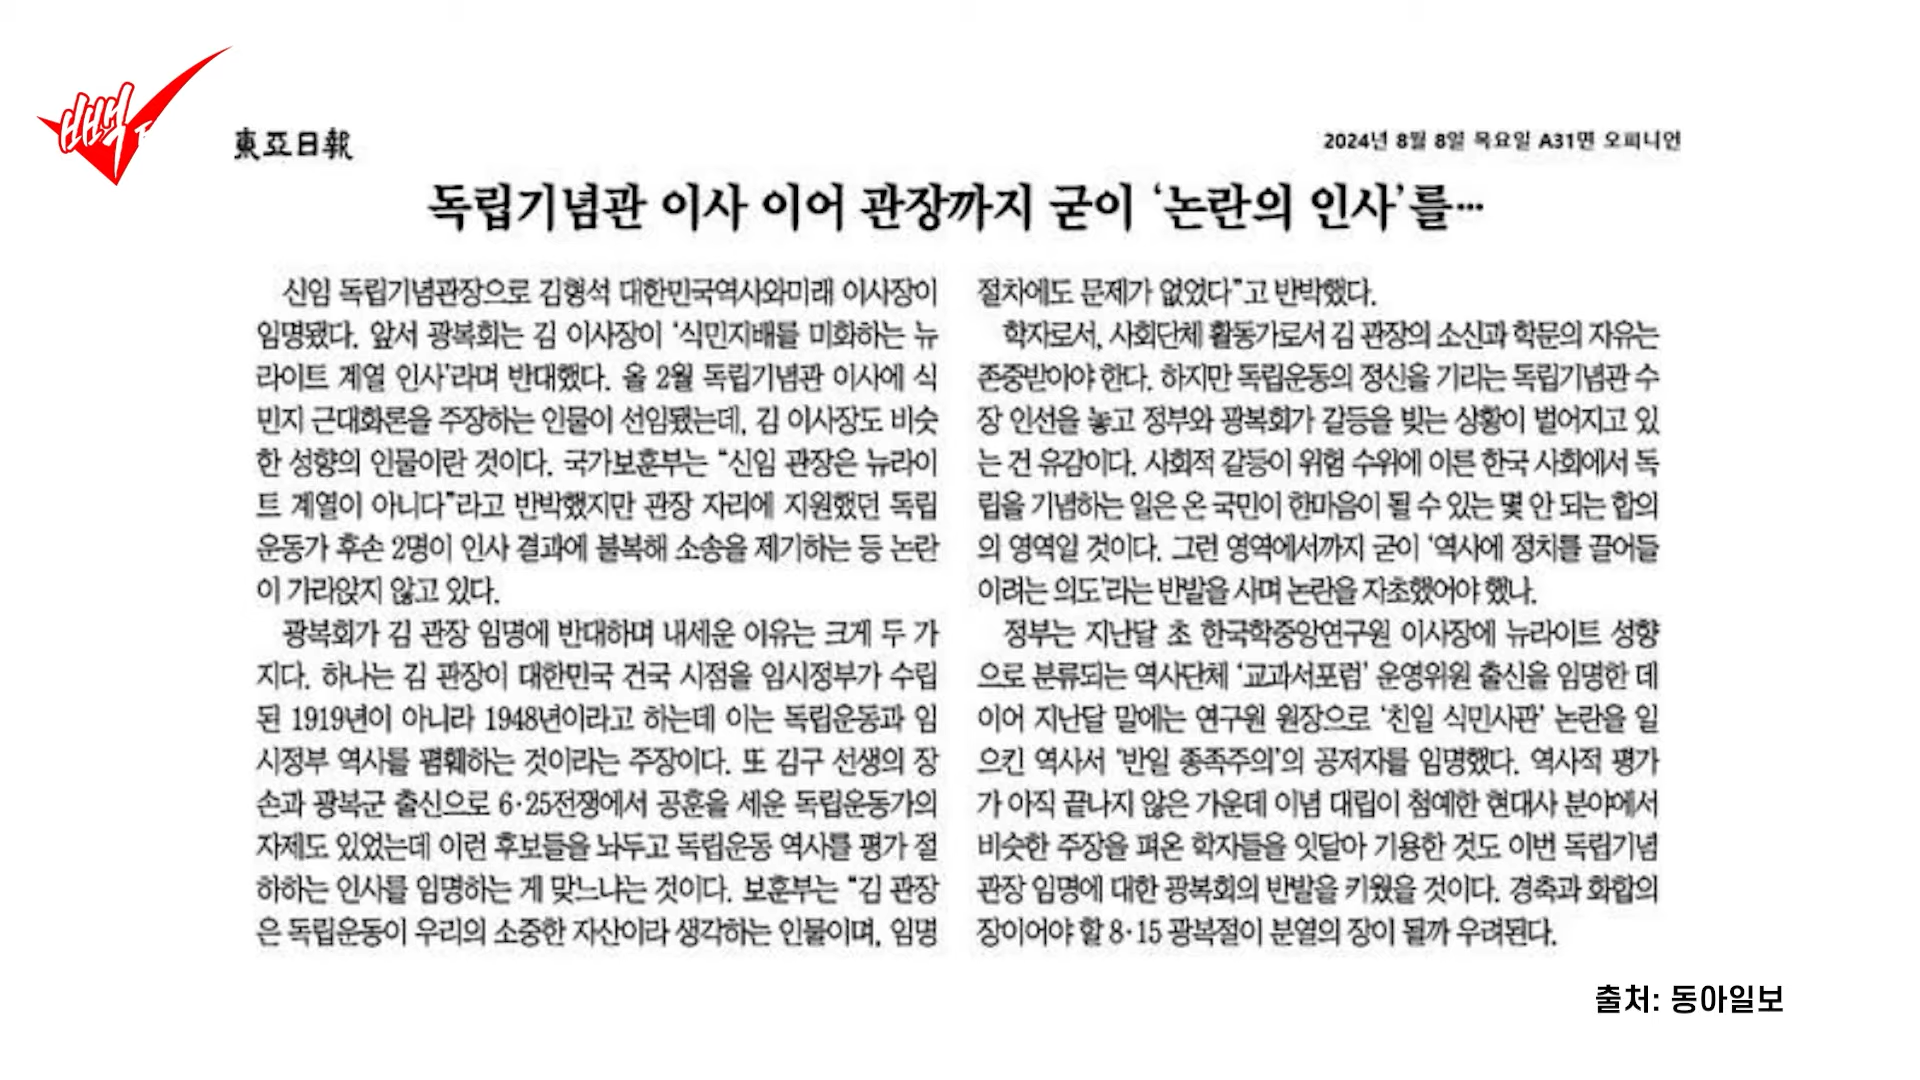 백
東亞日報
2024년 8월 8일 목요일 A31면 오피니언
독립기념관 이사 이어 관장까지 굳이 ‘논란의 인사’를…
신임 독립기념관장으로 김형석 대한민국역사와미래 이사장이
임명됐다. 앞서 광복회는 김 이사장이 ‘식민지배를 미화하는 뉴
라이트 계열 인사’라며 반대했다. 올 2월 독립기념관 이사에 식
민지 근대화론을 주장하는 인물이 선임됐는데, 김 이사장도 비슷
한 성향의 인물이란 것이다. 국가보훈부는 “신임 관장은 뉴라이
트 계열이 아니다”라고 반박했지만 관장 자리에 지원했던 독립
운동가 후손 2명이 인사 결과에 불복해 소송을 제기하는 등 논란
이 가라앉지 않고 있다.
광복회가 김 관장 임명에 반대하며 내세운 이유는 크게 두 가
지다. 하나는 김 관장이 대한민국 건국 시점을 임시정부가 수립
된 1919년이 아니라 1948년이라고 하는데 이는 독립운동과 임
시정부 역사를 폄훼하는 것이라는 주장이다. 또 김구 선생의 장
손과 광복군 출신으로 6·25전쟁에서 공훈을 세운 독립운동가의
자제도 있었는데 이런 후보들을 놔두고 독립운동 역사를 평가 절
하하는 인사를 임명하는 게 맞느냐는 것이다. 보훈부는 “김 관장
은 독립운동이 우리의 소중한 자산이라 생각하는 인물이며, 임명
절차에도 문제가 없었다”고 반박했다.
학자로서, 사회단체 활동가로서 김 관장의 소신과 학문의 자유는
존중받아야 한다. 하지만 독립운동의 정신을 기리는 독립기념관 수
장 인선을 놓고 정부와 광복회가 갈등을 빚는 상황이 벌어지고 있
는 건 유감이다. 사회적 갈등이 위험 수위에 이른 한국 사회에서 독
립을 기념하는 일은 온 국민이 한마음이 될 수 있는 몇 안 되는 합의
의 영역일 것이다. 그런 영역에서까지 굳이 ‘역사에 정치를 끌어들
이려는 의도’라는 반발을 사며 논란을 자초했어야 했나.
정부는 지난달 초 한국학중앙연구원 이사장에 뉴라이트 성향
으로 분류되는 역사단체 ‘교과서포럼’ 운영위원 출신을 임명한 데
이어 지난달 말에는 연구원 원장으로 ‘친일 식민사관’ 논란을 일
으킨 역사서 ‘반일 종족주의’의 공저자를 임명했다. 역사적 평가
가 아직 끝나지 않은 가운데 이념 대립이 첨예한 현대사 분야에서
비슷한 주장을 펴온 학자들을 잇달아 기용한 것도 이번 독립기념
관장 임명에 대한 광복회의 반발을 키웠을 것이다. 경축과 화합의
장이어야 할 8·15 광복절이 분열의 장이 될까 우려된다.
출처: 동아일보